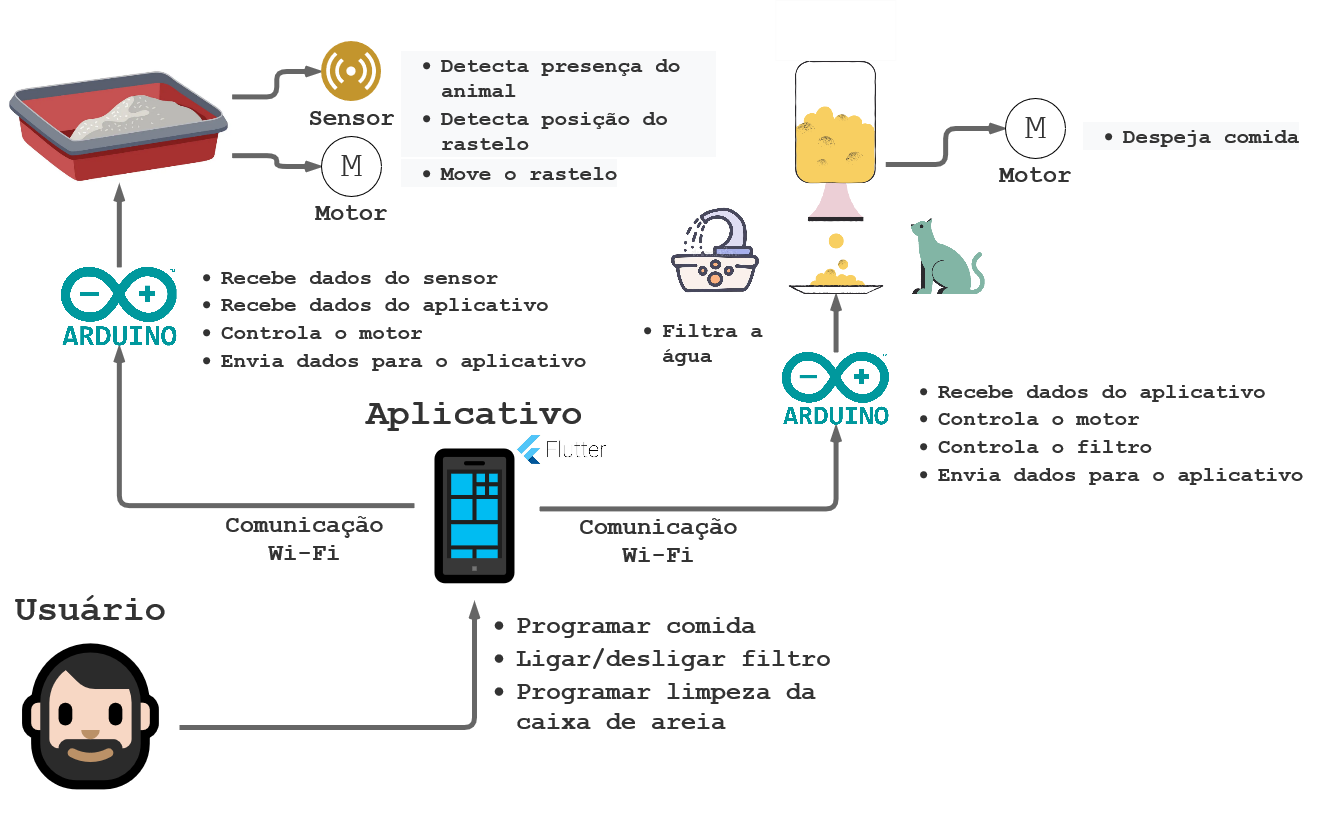 Sensor
• Detecta presença do
animal
• Detecta posição do
rastelo
M
Motor
• Move o rastelo
M
Motor
• Despeja comida
ARDUINO
™
• Recebe dados do sensor
• Recebe dados do aplicativo
• Controla o motor
• Envia dados para o aplicativo
• Filtra a
água
ARDUINO
™
• Recebe dados do aplicativo
• Controla o motor
• Controla o filtro
• Envia dados para o aplicativo
Aplicativo
Flutter
Comunicação
Wi-Fi
Comunicação
Wi-Fi
Usuário
• Programar comida
• Ligar/desligar filtro
• Programar limpeza da
caixa de areia